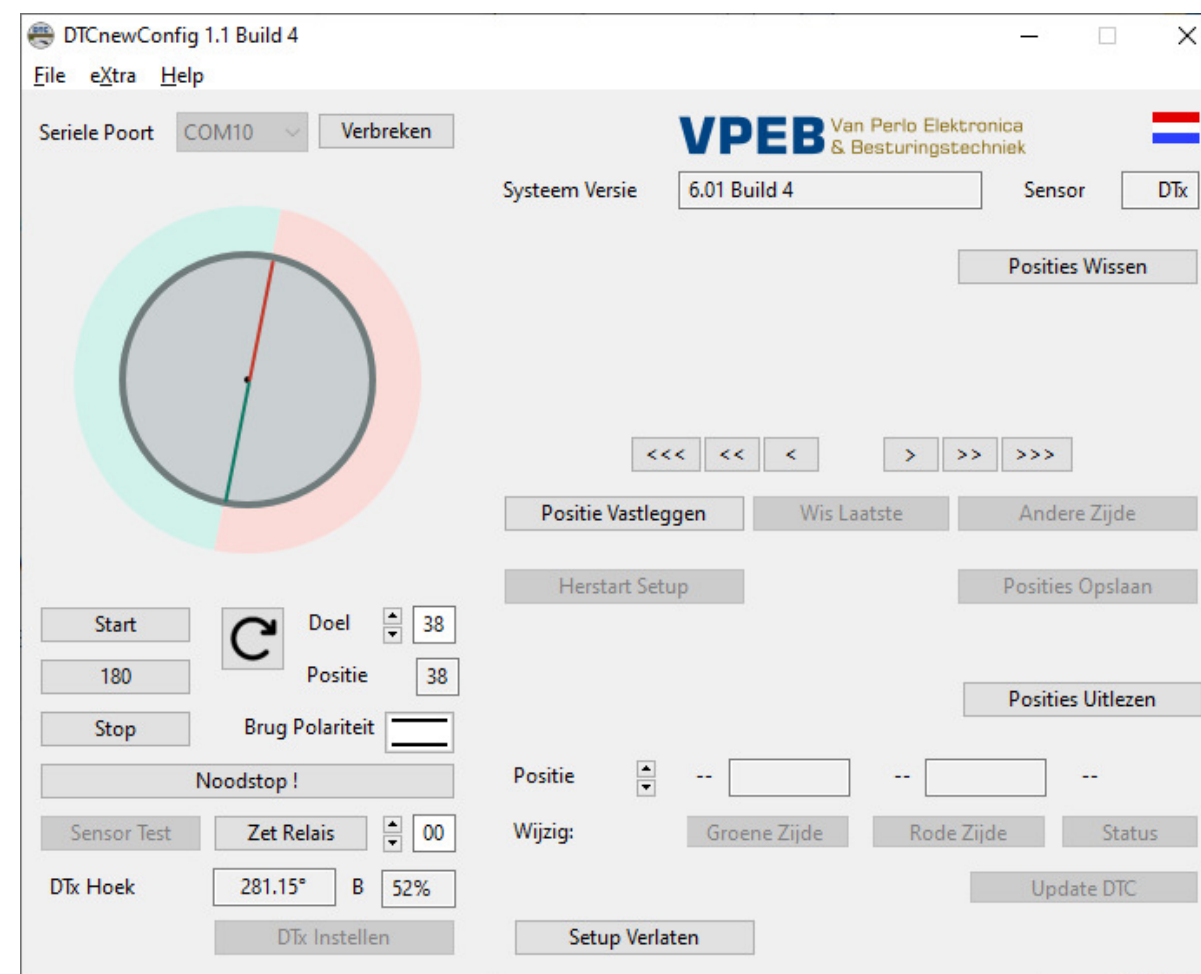 DTCnewConfig 1.1 Build 4
File eXtra Help
Seriele Poort COM10 Verbreken
VPEB Van Perlo Elektronica
& Besturingstechniek
Systeem Versie 6.01 Build 4 Sensor DTx
Posities Wissen
<<< << < > >> >>>
Positie Vastleggen Wis Laatste Andere Zijde
Herstart Setup Posities Opslaan
Start Doel 38
180 Positie 38
Posities Uitlezen
Stop Brug Polariteit
Noodstop !
Positie -- -- --
Sensor Test Zet Relais 00
Wijzig: Groene Zijde Rode Zijde Status
DTx Hoek 281.15° B 52%
Update DTC
DTx Instellen Setup Verlaten